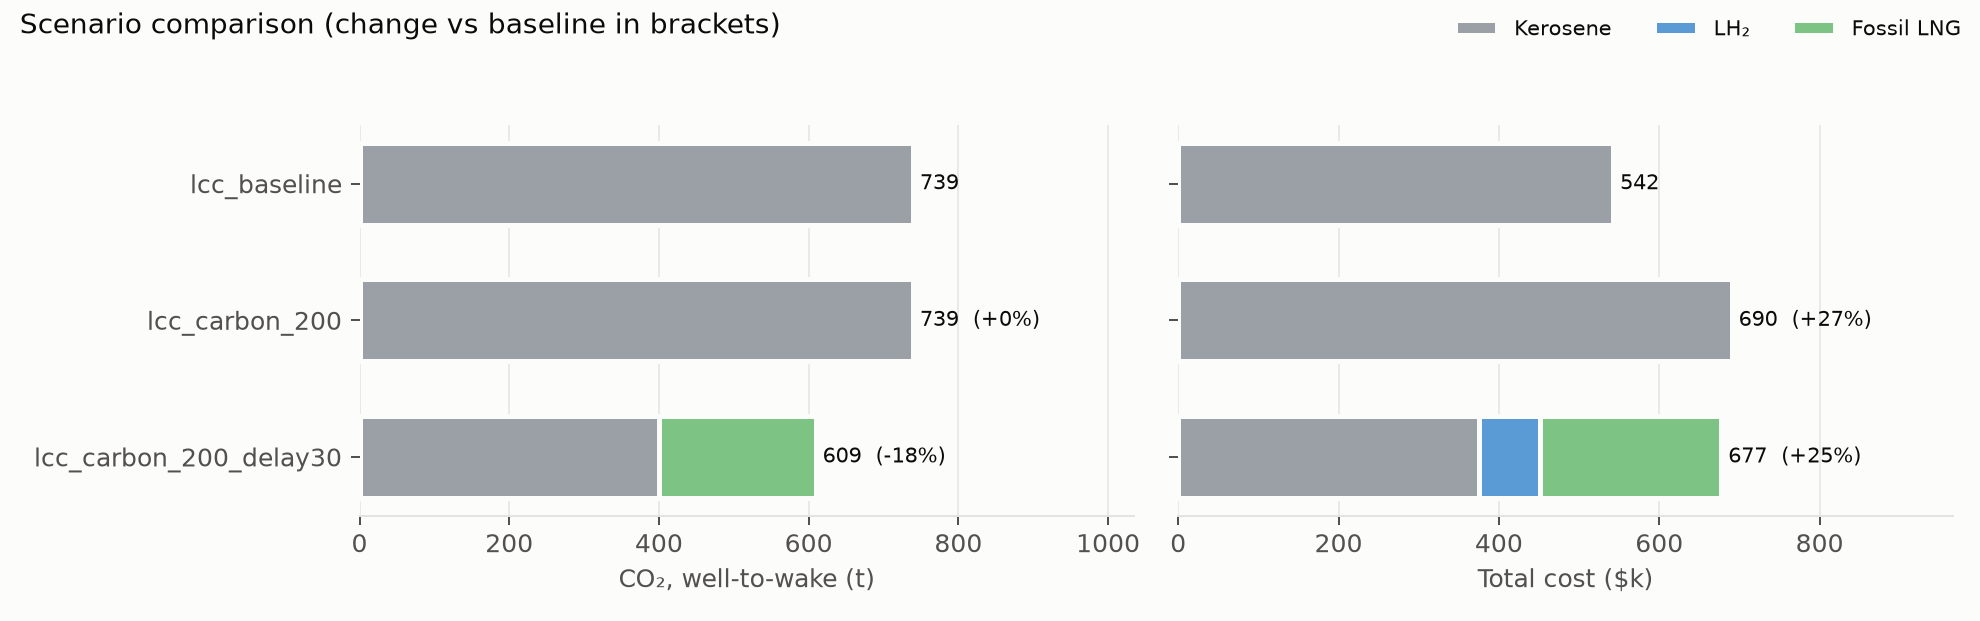 Scenario comparison (change vs baseline in brackets)
Kerosene
LH₂
Fossil LNG
lcc_baseline
739
542
lcc_carbon_200
739 (+0%)
690 (+27%)
lcc_carbon_200_delay30
609 (-18%)
677 (+25%)
0 200 400 600 800 1000
0 200 400 600 800
CO₂, well-to-wake (t)
Total cost ($k)